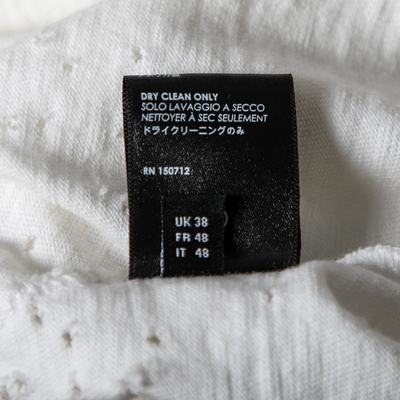 DRY CLEAN ONLY
SOLO LAVAGGIO A SECCO
NETTOYER À SEC SEULEMENT
ドライクリーニングのみ
RN 150712
UK 38
FR 48
IT 48